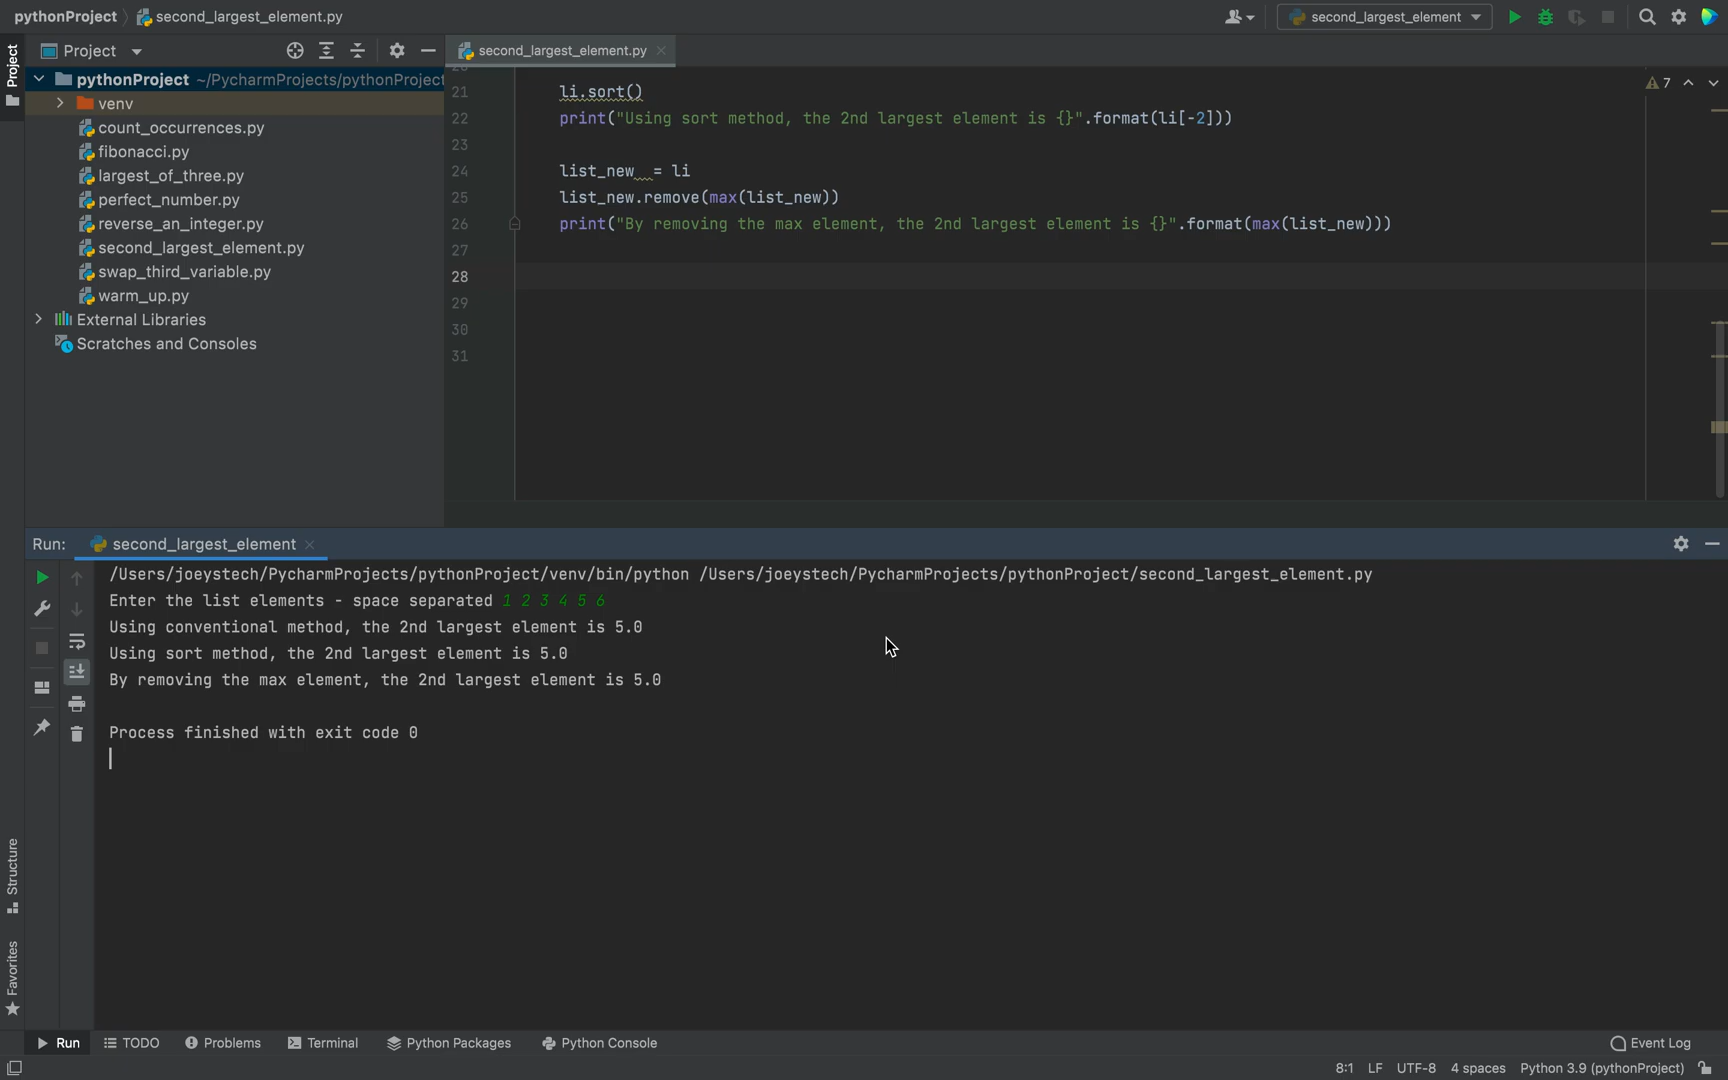 pythonProject second_largest_element.py
second_largest_element
Project
Project
second_largest_element.py
pythonProject ~/PycharmProjects/pythonProject
venv
count_occurrences.py
fibonacci.py
largest_of_three.py
perfect_number.py
reverse_an_integer.py
second_largest_element.py
swap_third_variable.py
warm_up.py
External Libraries
Scratches and Consoles
7
21 li.sort()
22 print("Using sort method, the 2nd largest element is {}".format(li[-2]))
23
24 list_new  = li
25 list_new.remove(max(list_new))
26 print("By removing the max element, the 2nd largest element is {}".format(max(list_new)))
27
28
29
30
31
Run: second_largest_element
/Users/joeystech/PycharmProjects/pythonProject/venv/bin/python /Users/joeystech/PycharmProjects/pythonProject/second_largest_element.py
Enter the list elements - space separated 1 2 3 4 5 6
Using conventional method, the 2nd largest element is 5.0
Using sort method, the 2nd largest element is 5.0
By removing the max element, the 2nd largest element is 5.0
Process finished with exit code 0
Structure
Favorites
Run TODO Problems Terminal Python Packages Python Console Event Log
8:1 LF UTF-8 4 spaces Python 3.9 (pythonProject)